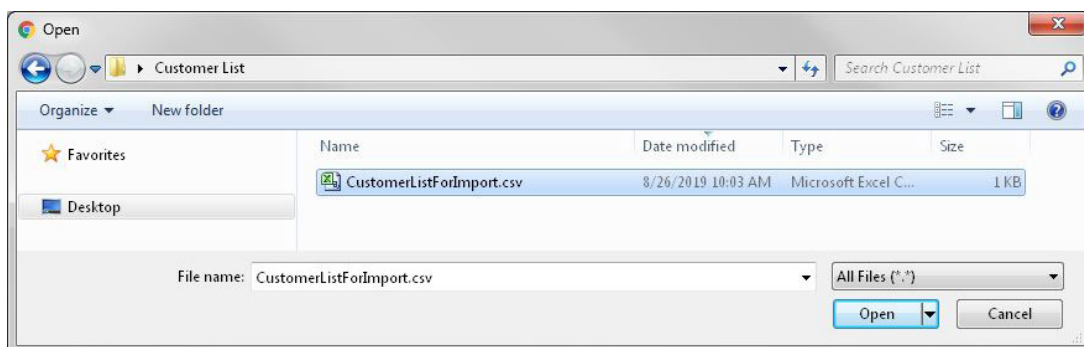 Open
Customer List
Search Customer List
Organize
New folder
Favorites
Desktop
Name Date modified Type Size
CustomerListForImport.csv 8/26/2019 10:03 AM Microsoft Excel C... 1 KB
File name: CustomerListForImport.csv All Files (*.*)
Open Cancel